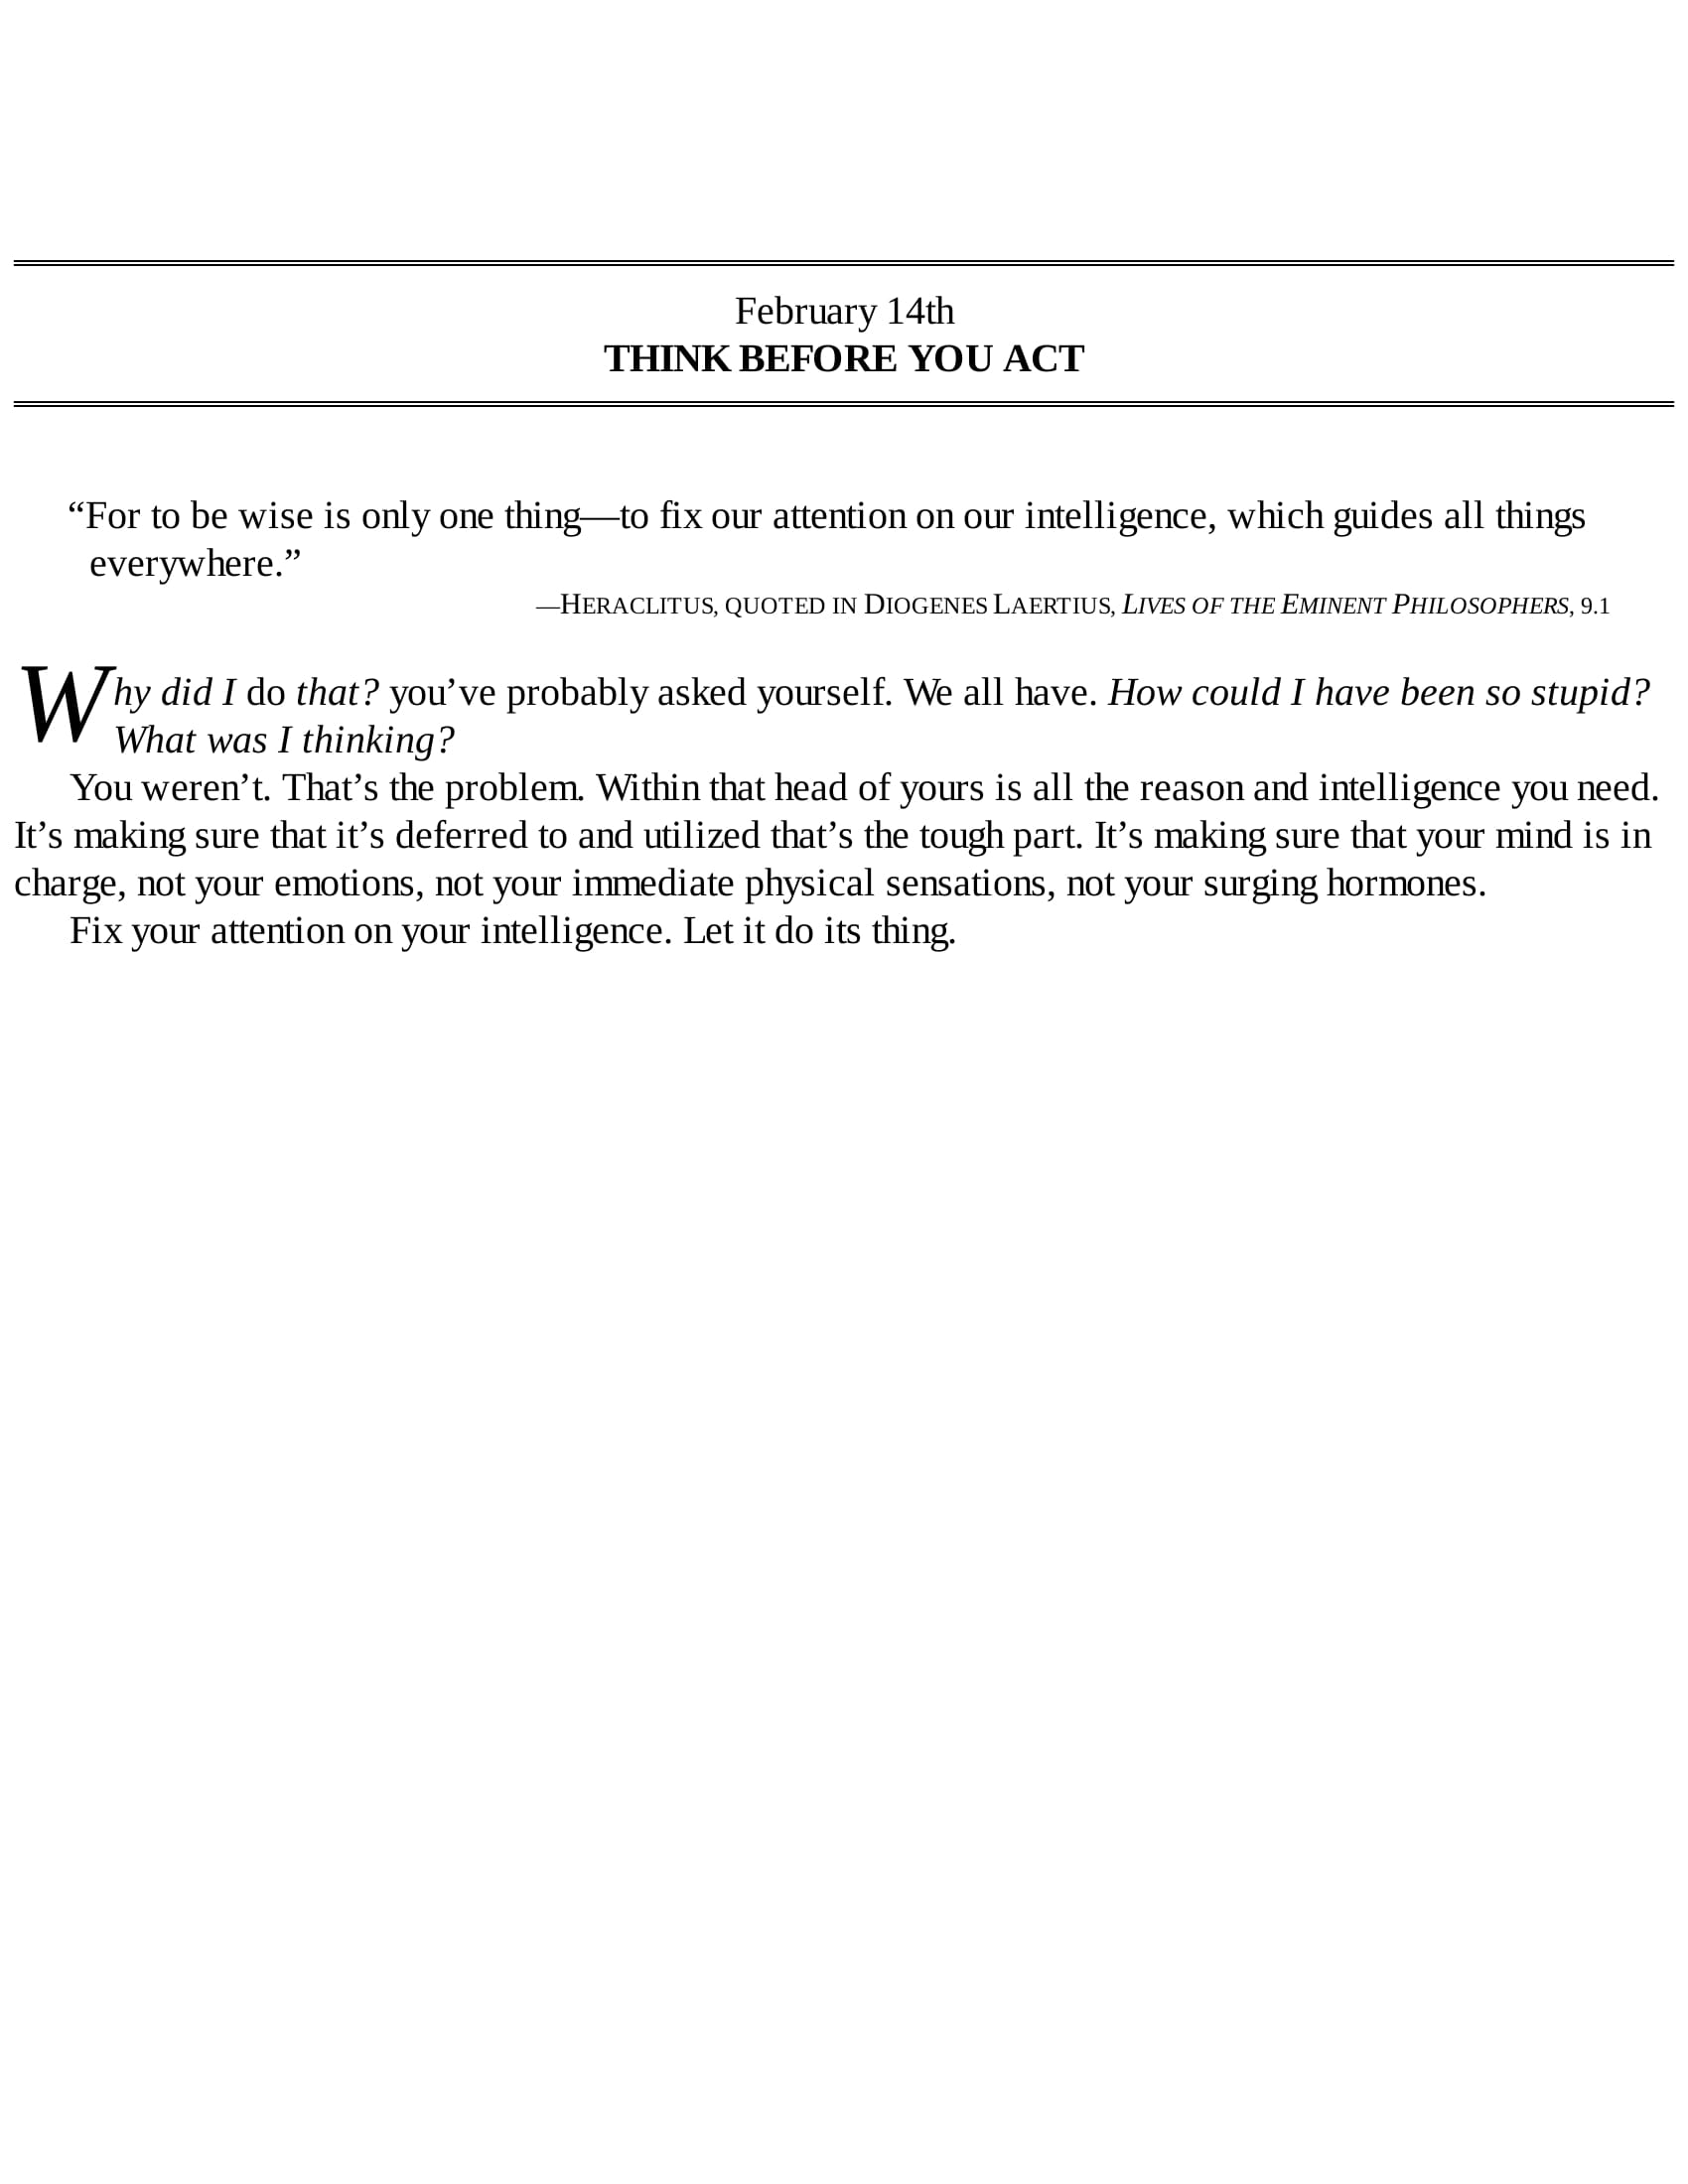 February 14th
THINK BEFORE YOU ACT
“For to be wise is only one thing—to fix our attention on our intelligence, which guides all things
everywhere.”
—HERACLITUS, QUOTED IN DIOGENES LAERTIUS, LIVES OF THE EMINENT PHILOSOPHERS, 9.1
Why did I do that? you’ve probably asked yourself. We all have. How could I have been so stupid?
What was I thinking?
You weren’t. That’s the problem. Within that head of yours is all the reason and intelligence you need.
It’s making sure that it’s deferred to and utilized that’s the tough part. It’s making sure that your mind is in
charge, not your emotions, not your immediate physical sensations, not your surging hormones.
Fix your attention on your intelligence. Let it do its thing.